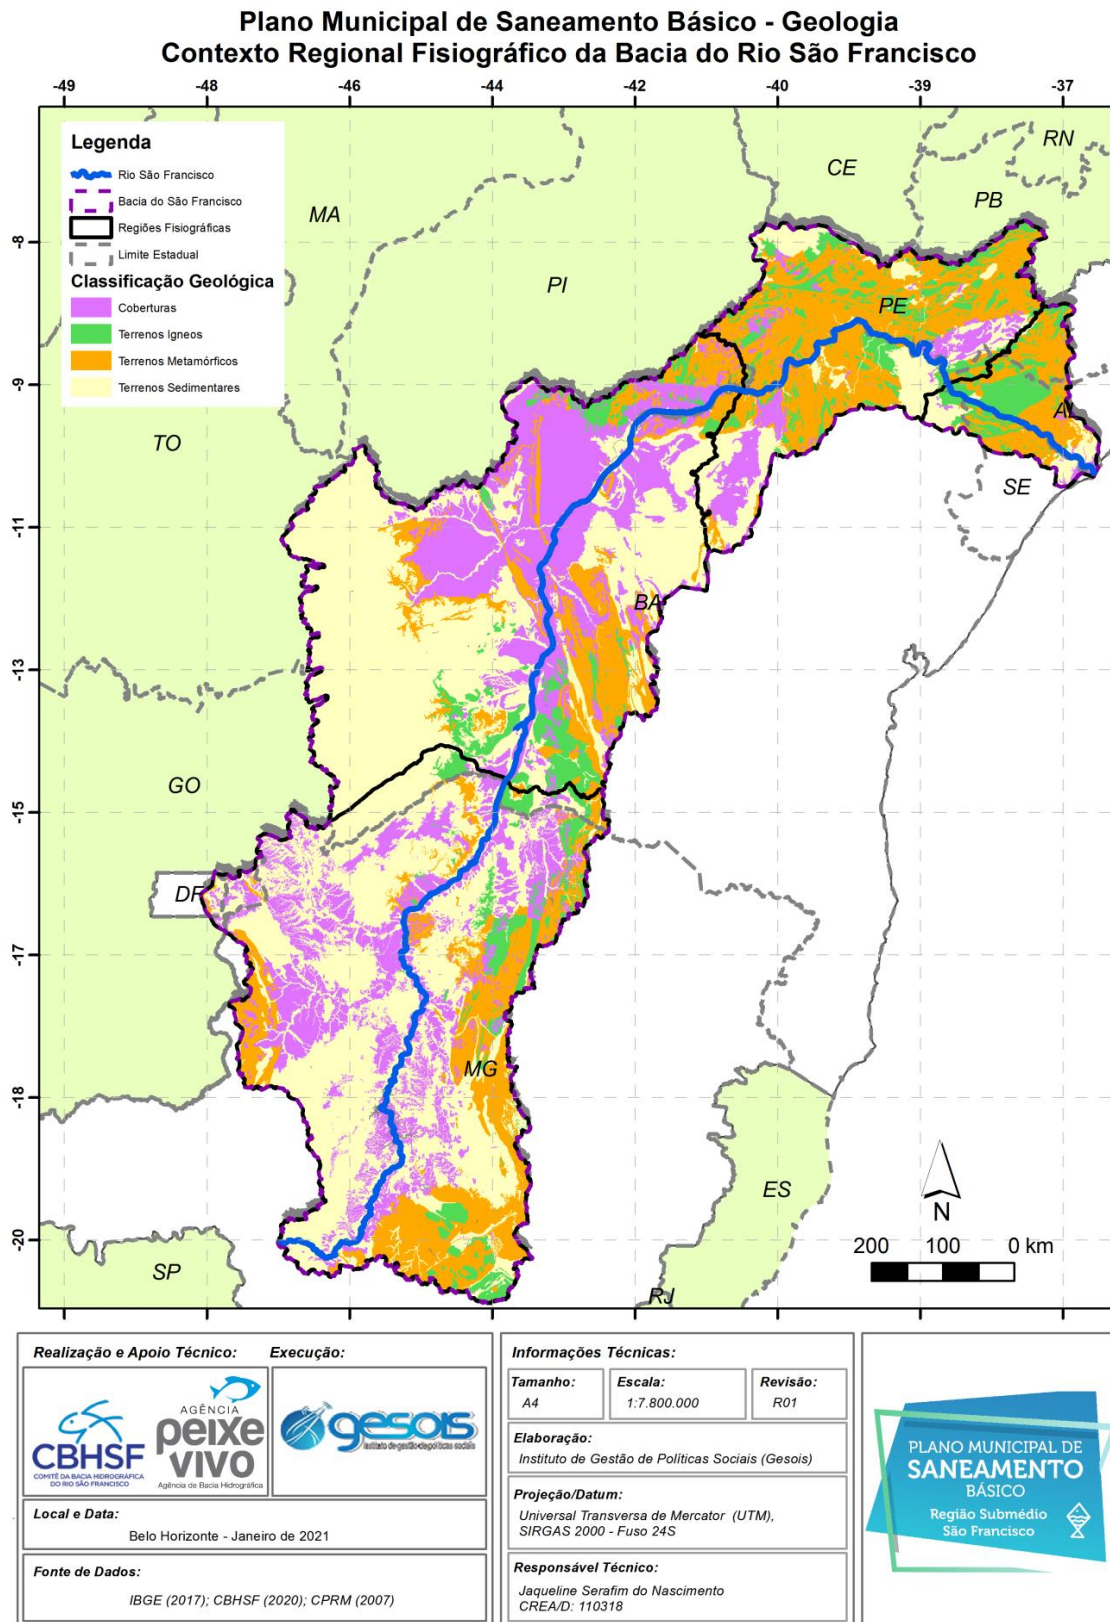 Plano Municipal de Saneamento Básico - Geologia
Contexto Regional Fisiográfico da Bacia do Rio São Francisco
-49 -48 -46 -44 -42 -40 -39 -37
Legenda
Rio São Francisco
Bacia do São Francisco
Regiões Fisiográficas
Limite Estadual
Classificação Geológica
Coberturas
Terrenos Igneos
Terrenos Metamórficos
Terrenos Sedimentares
RN
CE
PB
MA
-8
PI
PE
-9
AL
TO
SE
-11
BA
-13
GO
-15
DF
-17
MG
-18
ES
N
-20
200 100 0 km
SP
RJ
Realização e Apoio Técnico: Execução:
CBHSF
COMITÊ DA BACIA HIDROGRÁFICA
DO RIO SÃO FRANCISCO
AGÊNCIA
peixe
vivo
Agência de Bacia Hidrográfica
gesois
instituto de gestão de políticas sociais
Local e Data:
Belo Horizonte - Janeiro de 2021
Fonte de Dados:
IBGE (2017); CBHSF (2020); CPRM (2007)
Informações Técnicas:
Tamanho: Escala: Revisão:
A4 1:7.800.000 R01
Elaboração:
Instituto de Gestão de Políticas Sociais (Gesois)
Projeção/Datum:
Universal Transversa de Mercator (UTM),
SIRGAS 2000 - Fuso 24S
Responsável Técnico:
Jaqueline Serafim do Nascimento
CREA/D: 110318
PLANO MUNICIPAL DE
SANEAMENTO
BÁSICO
Região Submédio
São Francisco